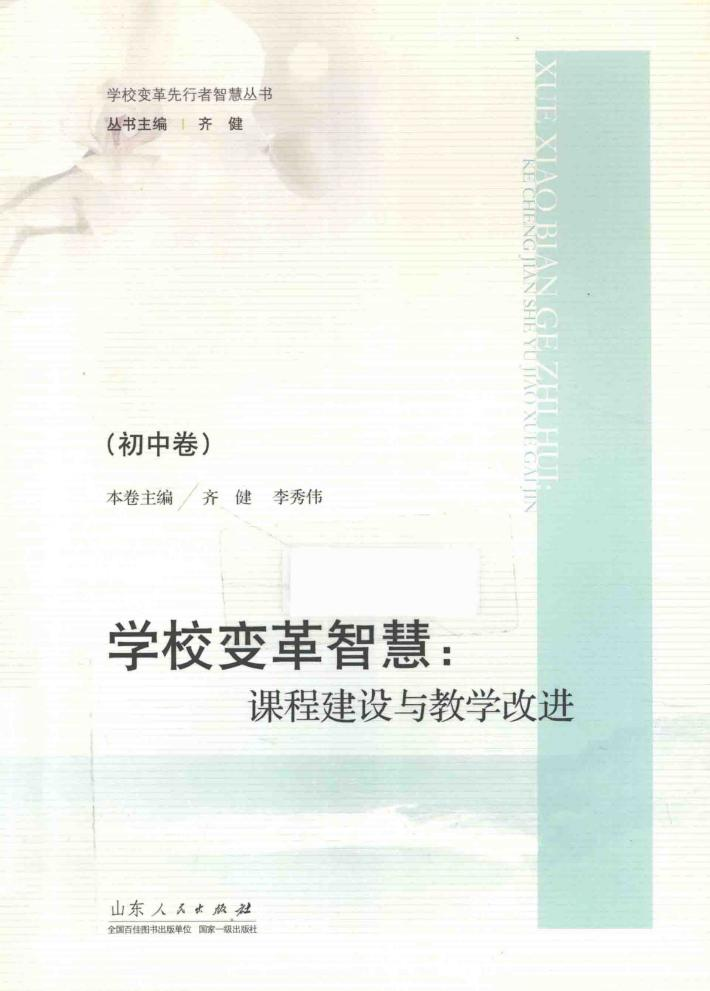 学校变革先行者智慧丛书
丛书主编 | 齐 健
XUE XIAO BIAN GE ZHI HUI:
KE CHENG JIAN SHE YU JIAO XUE GAI JIN
(初中卷)
本卷主编 / 齐 健 李秀伟
学校变革智慧:
课程建设与教学改进
山东人民出版社
全国百佳图书出版单位 国家一级出版社